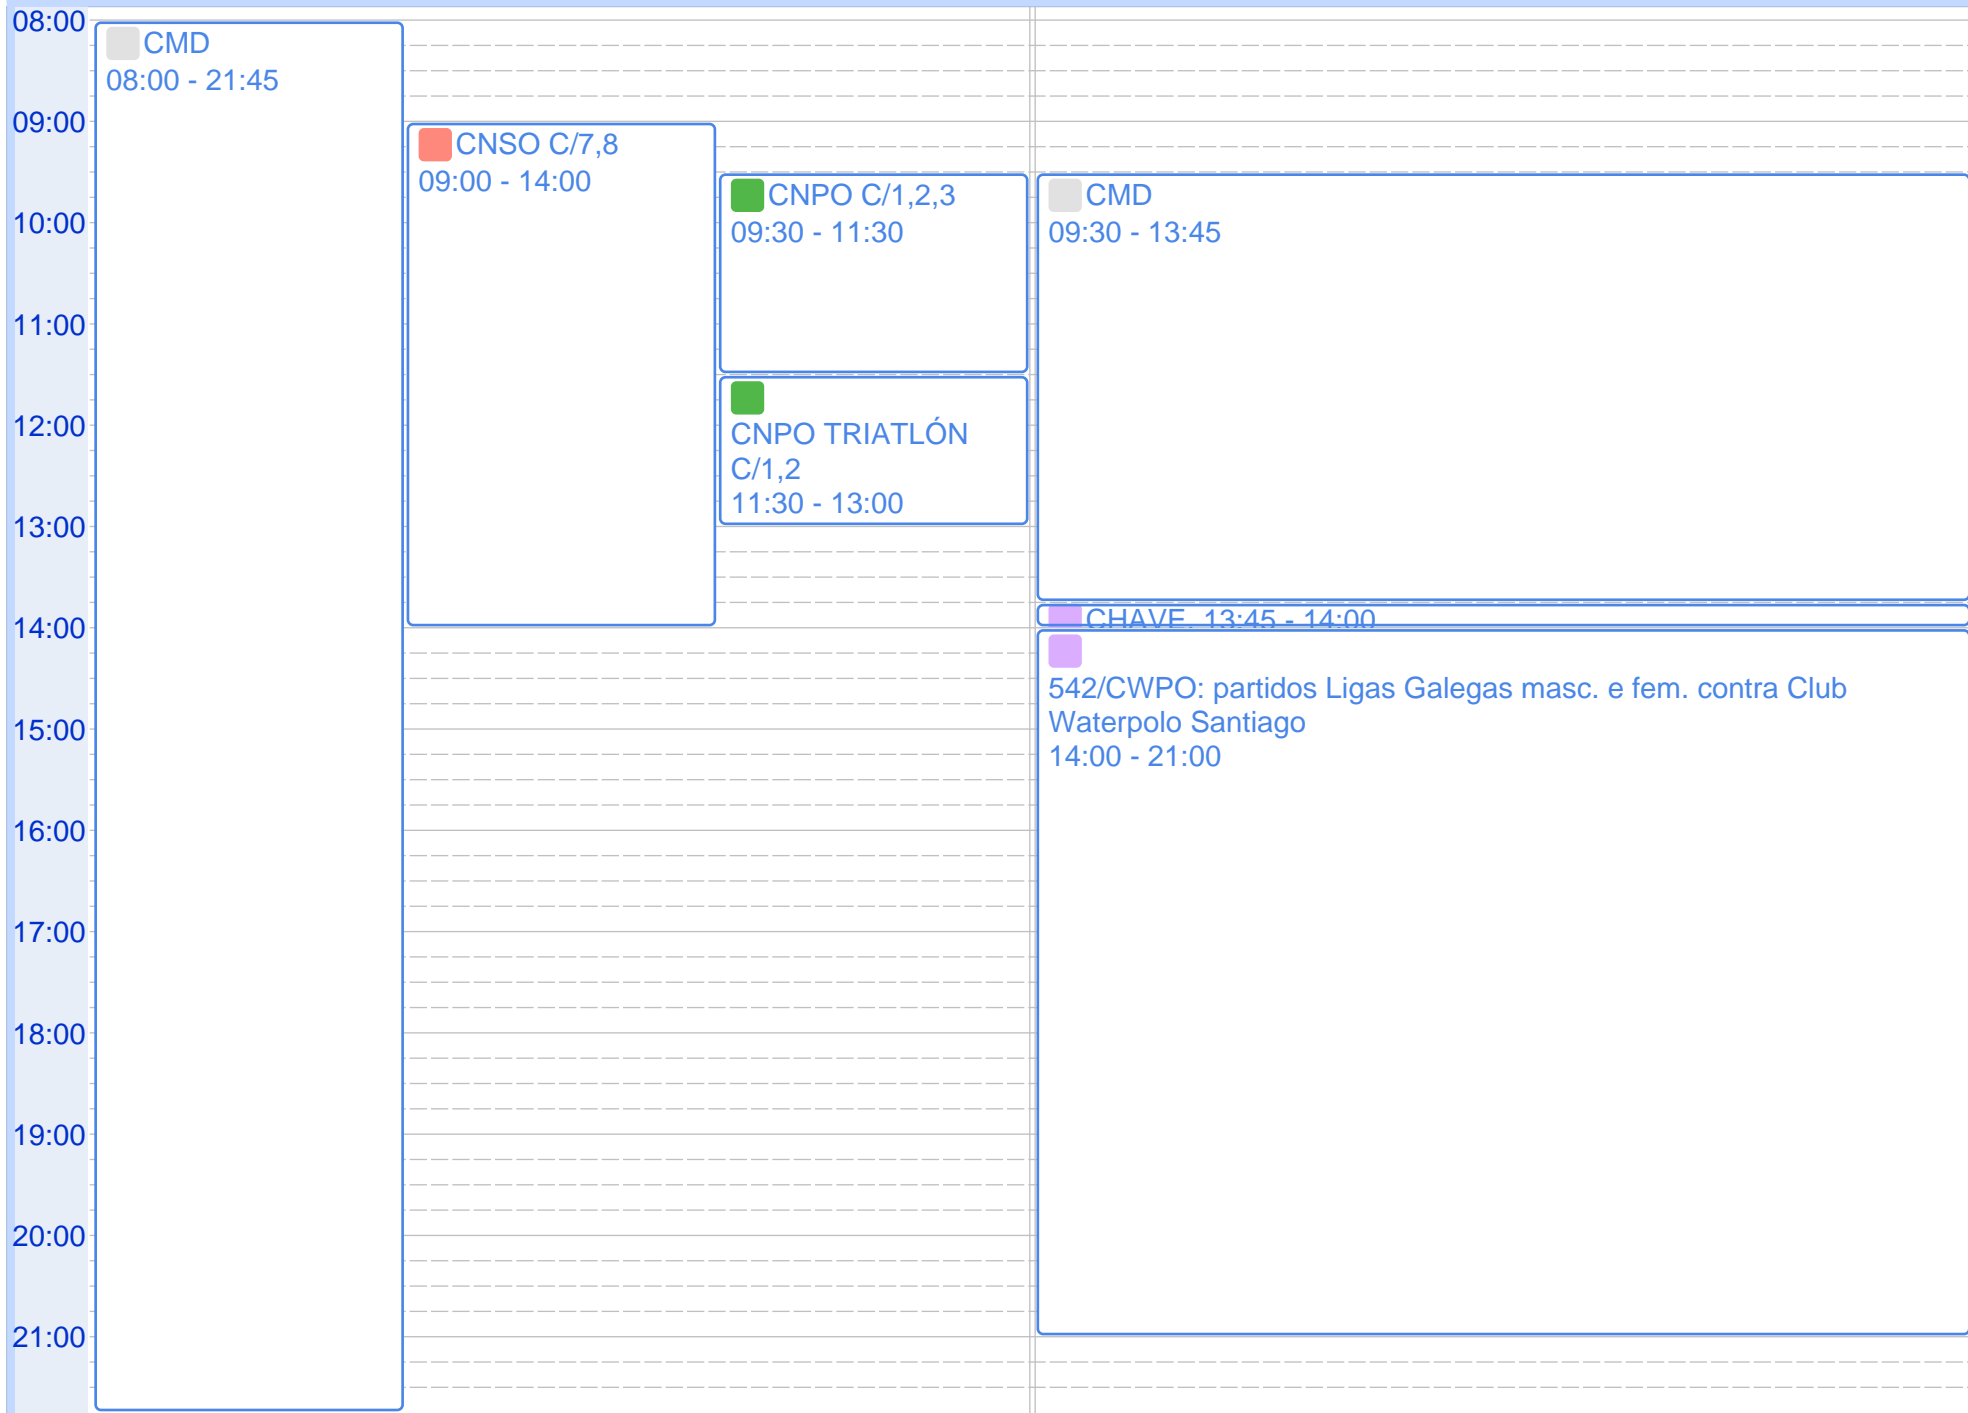 08:00
09:00
10:00
11:00
12:00
13:00
14:00
15:00
16:00
17:00
18:00
19:00
20:00
21:00
CMD
08:00 - 21:45
CNSO C/7,8
09:00 - 14:00
CNPO C/1,2,3
09:30 - 11:30
CNPO TRIATLÓN
C/1,2
11:30 - 13:00
CMD
09:30 - 13:45
CHAVE. 13:45 - 14:00
542/CWPO: partidos Ligas Galegas masc. e fem. contra Club
Waterpolo Santiago
14:00 - 21:00